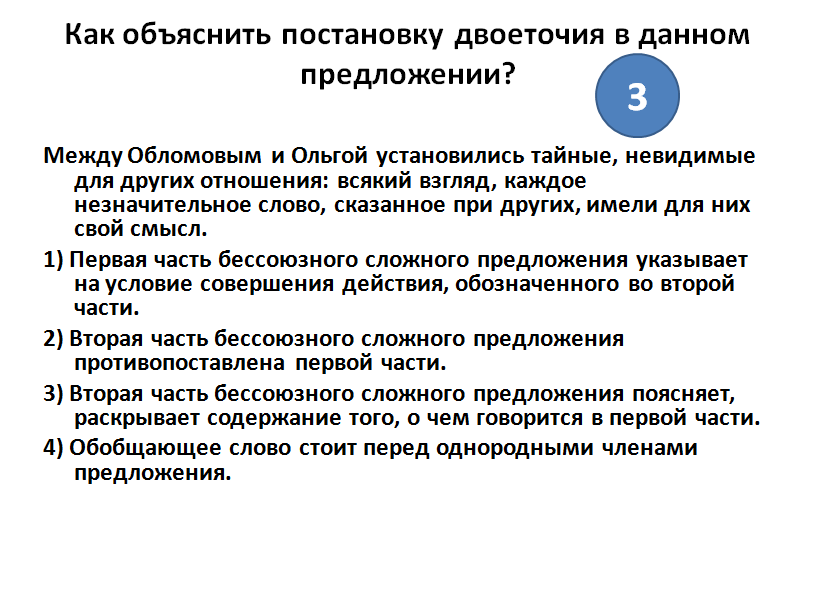 Как объяснить постановку двоеточия в данном
предложении?
3
Между Обломовым и Ольгой установились тайные, невидимые
для других отношения: всякий взгляд, каждое
незначительное слово, сказанное при других, имели для них
свой смысл.
1) Первая часть бессоюзного сложного предложения указывает
на условие совершения действия, обозначенного во второй
части.
2) Вторая часть бессоюзного сложного предложения
противопоставлена первой части.
3) Вторая часть бессоюзного сложного предложения поясняет,
раскрывает содержание того, о чем говорится в первой части.
4) Обобщающее слово стоит перед однородными членами
предложения.